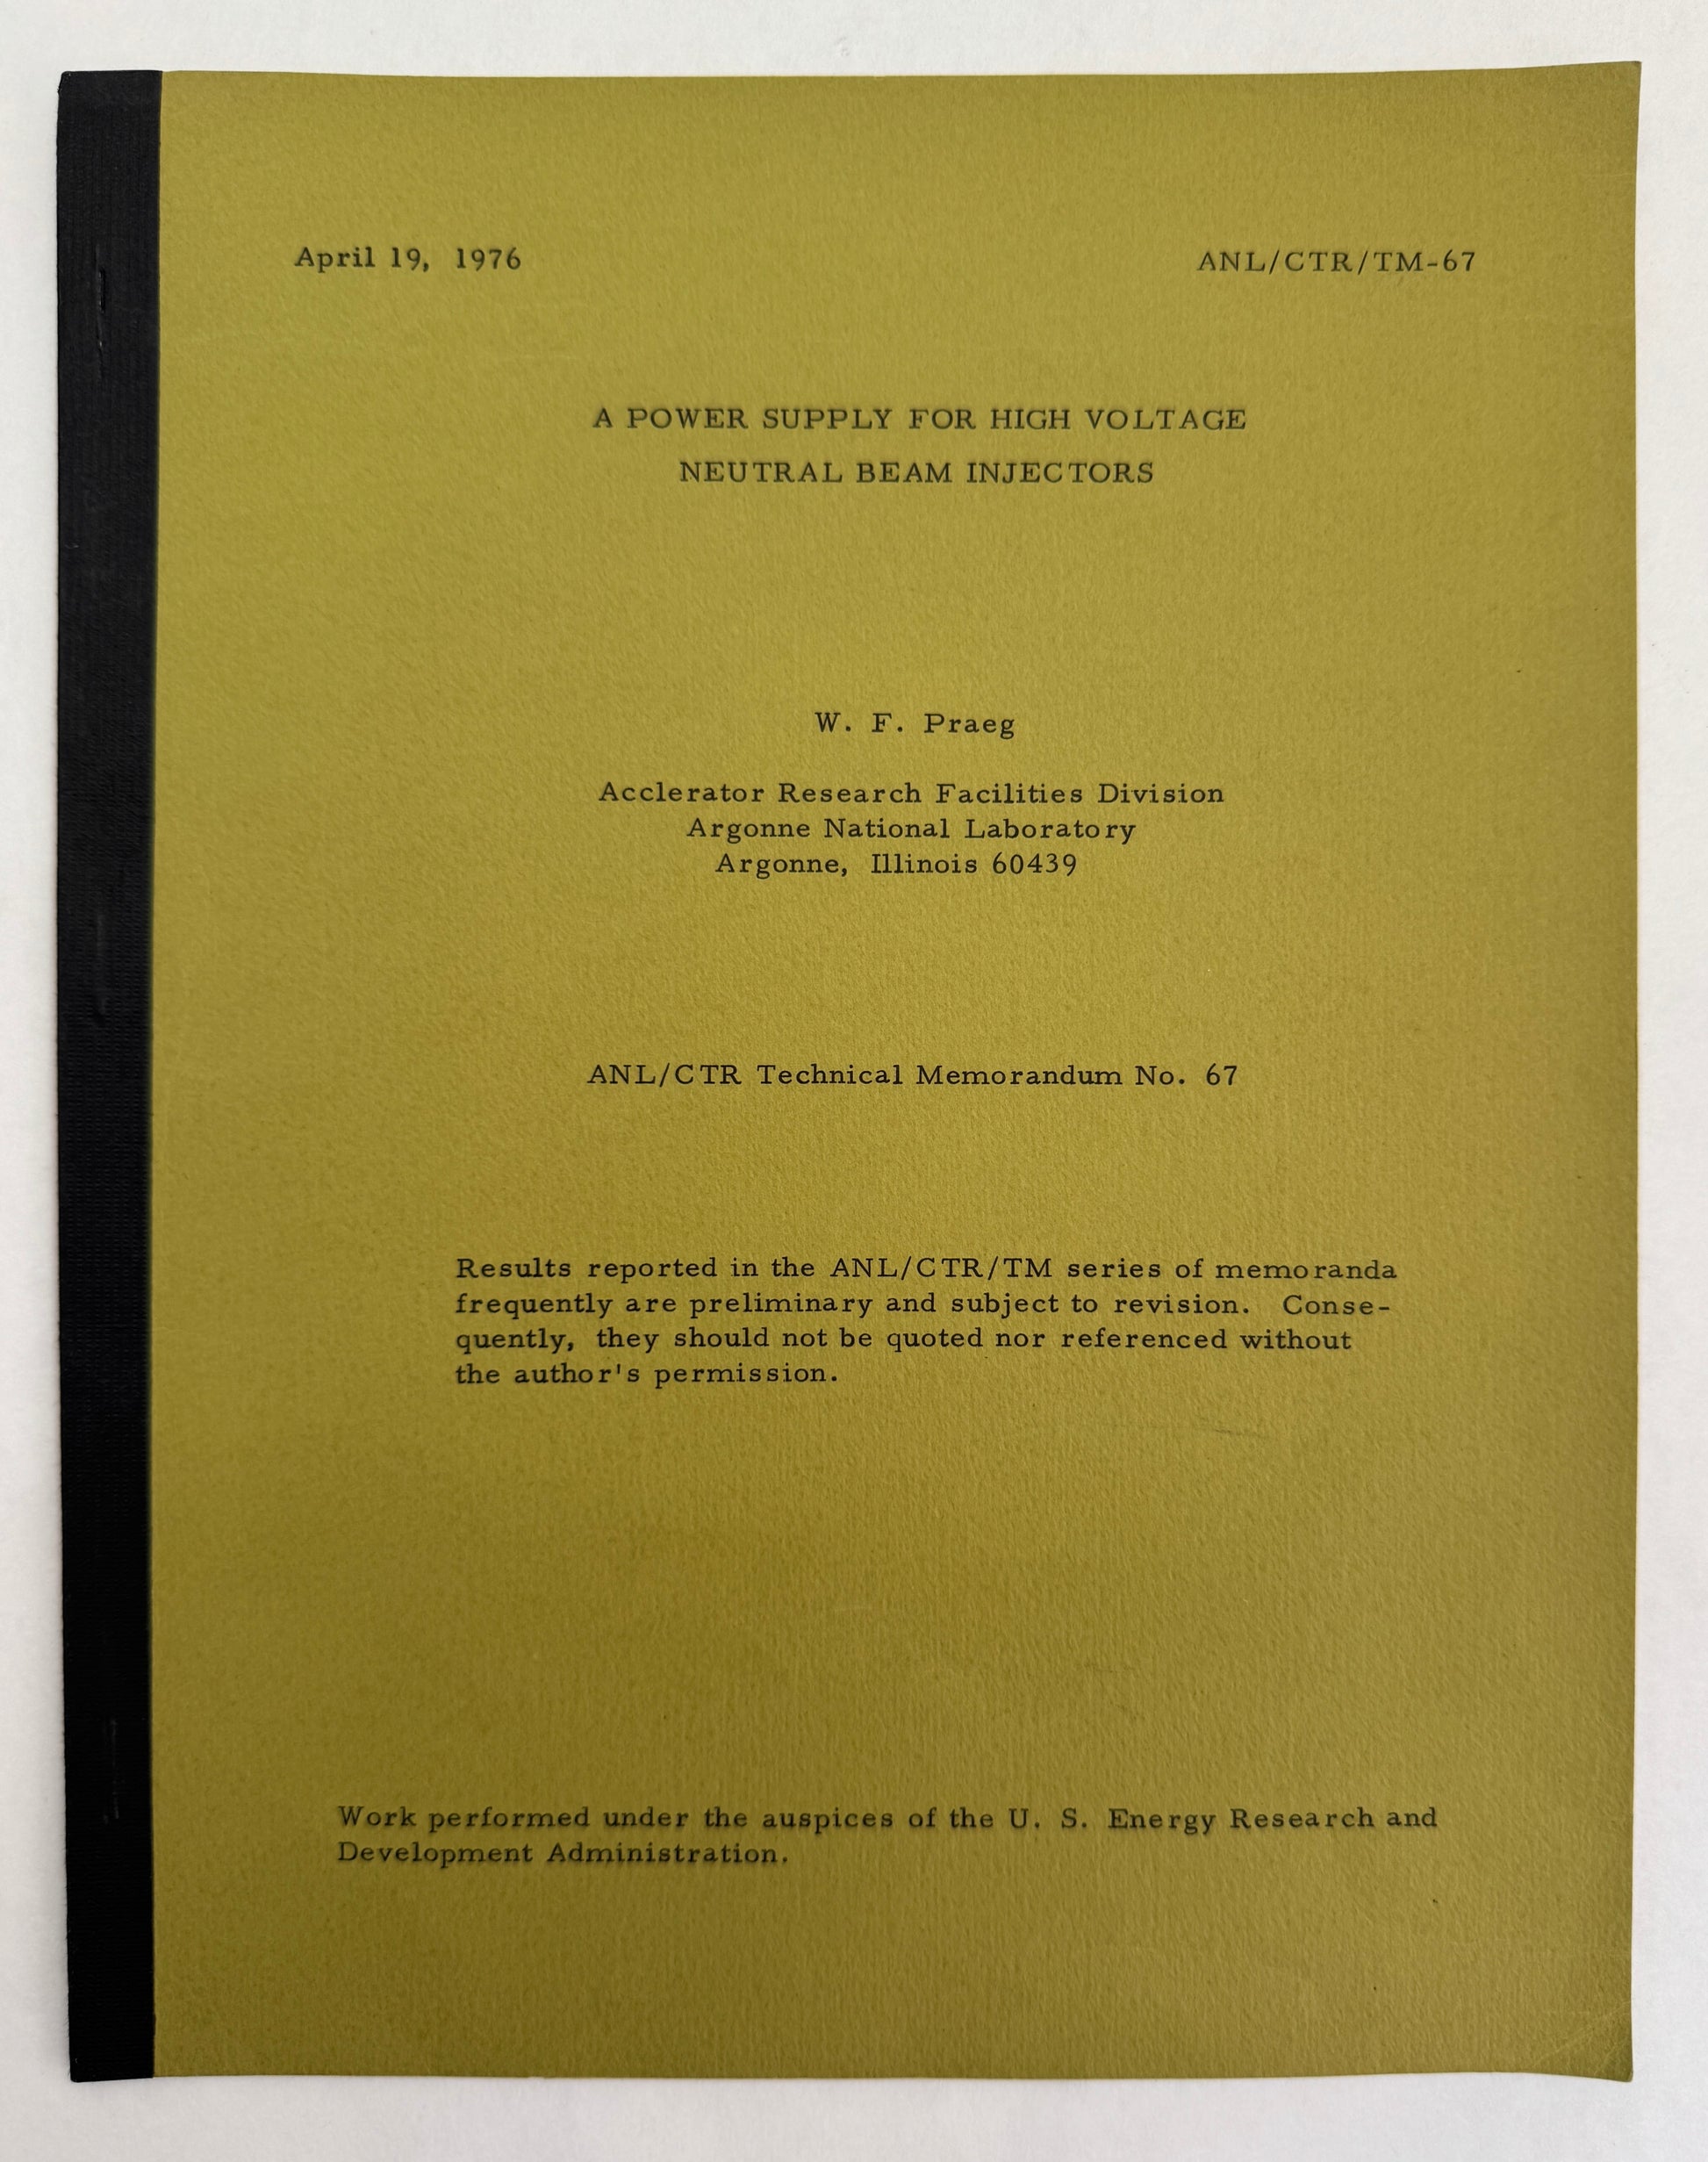 April 19, 1976
ANL/CTR/TM-67
A POWER SUPPLY FOR HIGH VOLTAGE
NEUTRAL BEAM INJECTORS
W. F. Praeg
Acclerator Research Facilities Division
Argonne National Laboratory
Argonne, Illinois 60439
ANL/CTR Technical Memorandum No. 67
Results reported in the ANL/CTR/TM series of memoranda
frequently are preliminary and subject to revision. Conse-
quently, they should not be quoted nor referenced without
the author's permission.
Work performed under the auspices of the U. S. Energy Research and
Development Administration.